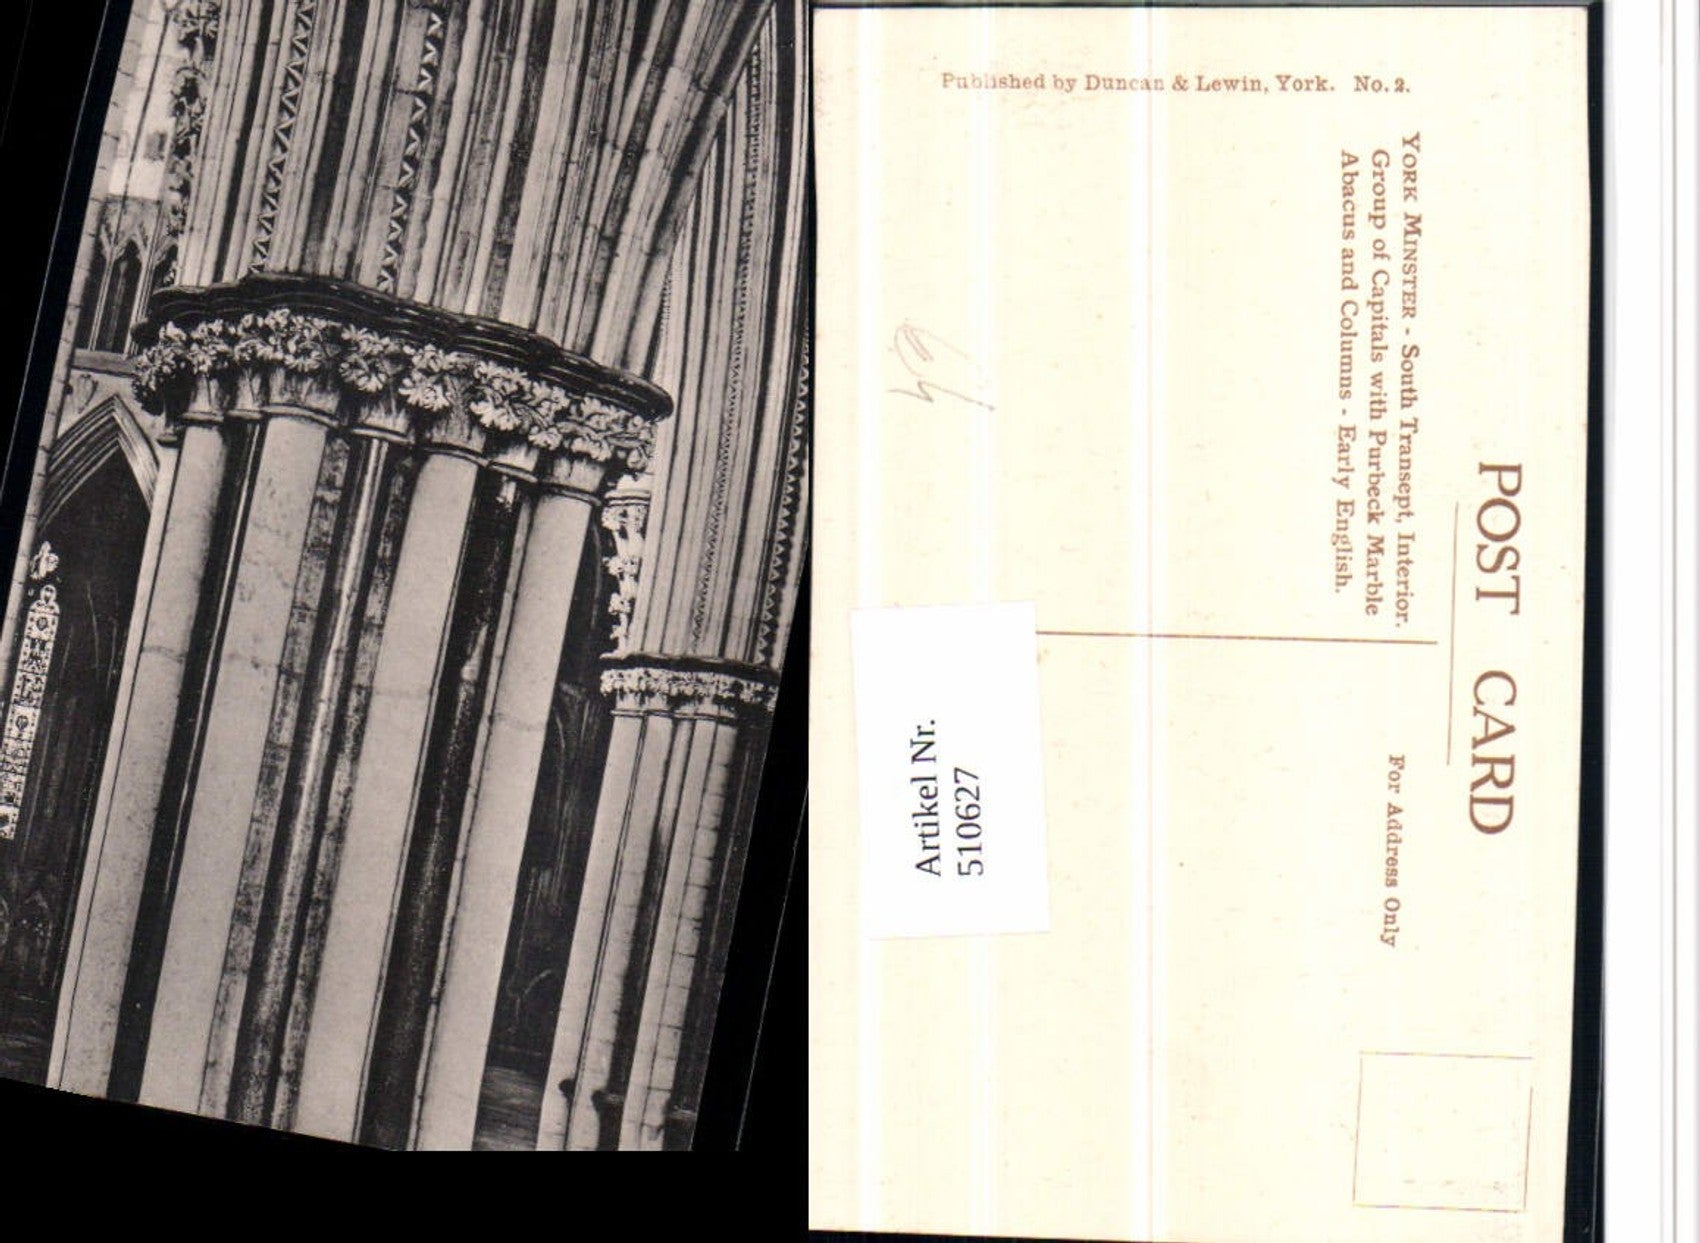 POST CARD
YORK MINSTER - South Transept, Interior.
Group of Capitals with Purbeck Marble
Abacus and Columns - Early English.
For Address Only
Published by Duncan & Lewin, York. No. 2.
Artikel Nr.
5106627